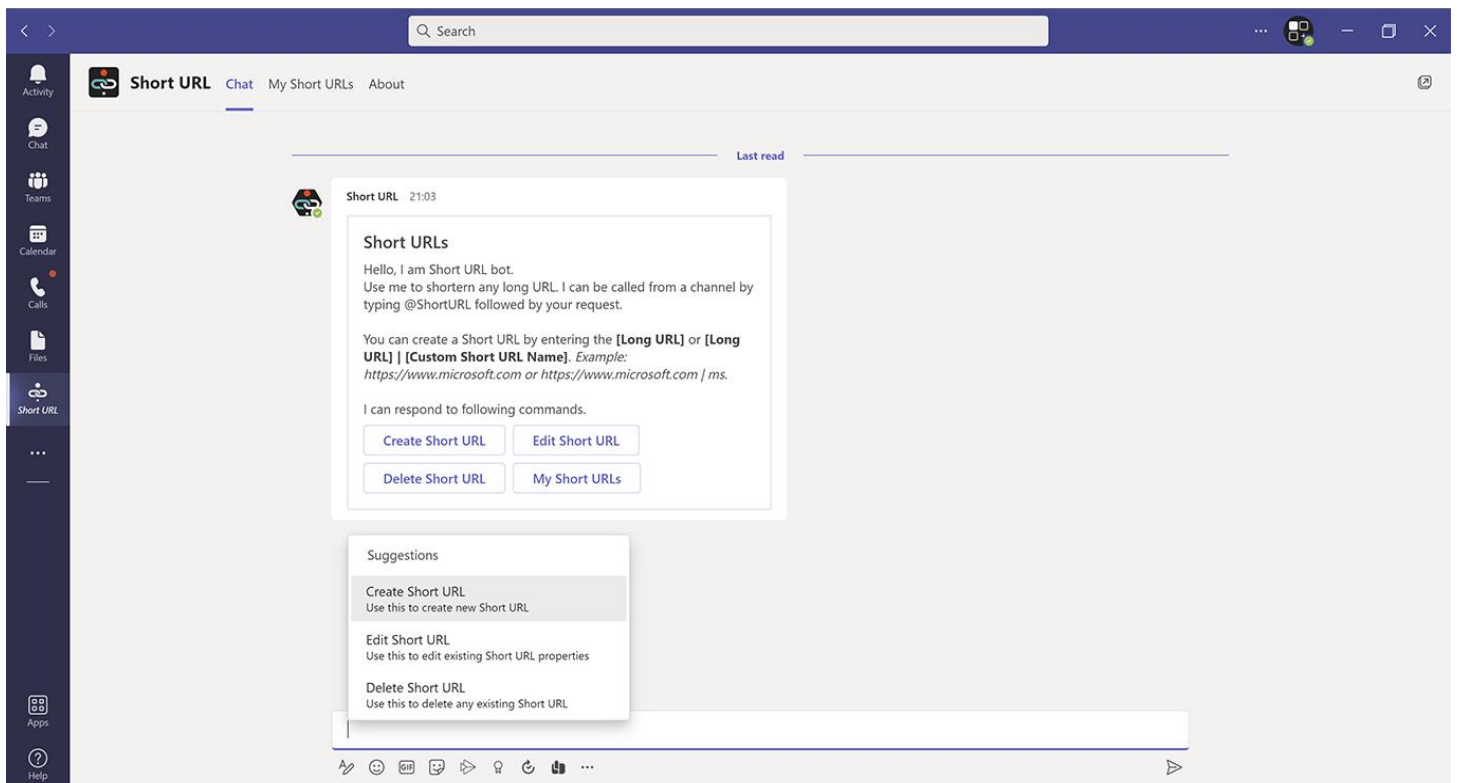 Search
Activity
Chat
Teams
Calendar
Calls
Files
Short URL
Apps
Help
Short URL Chat My Short URLs About
Last read
Short URL 21:03
Short URLs
Hello, I am Short URL bot.
Use me to shortern any long URL. I can be called from a channel by
typing @ShortURL followed by your request.
You can create a Short URL by entering the [Long URL] or [Long
URL] | [Custom Short URL Name]. Example:
https://www.microsoft.com or https://www.microsoft.com | ms.
I can respond to following commands.
Create Short URL Edit Short URL
Delete Short URL My Short URLs
Suggestions
Create Short URL
Use this to create new Short URL
Edit Short URL
Use this to edit existing Short URL properties
Delete Short URL
Use this to delete any existing Short URL
GIF